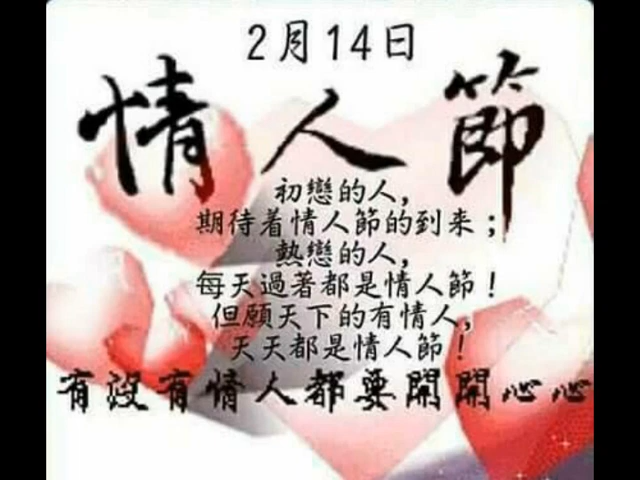 2月14日
情人節
初戀的人,
期待着情人節的到来；
熱戀的人,
每天過著都是情人節！
但願天下的有情人,
天天都是情人節！
有沒有情人都要開開心心